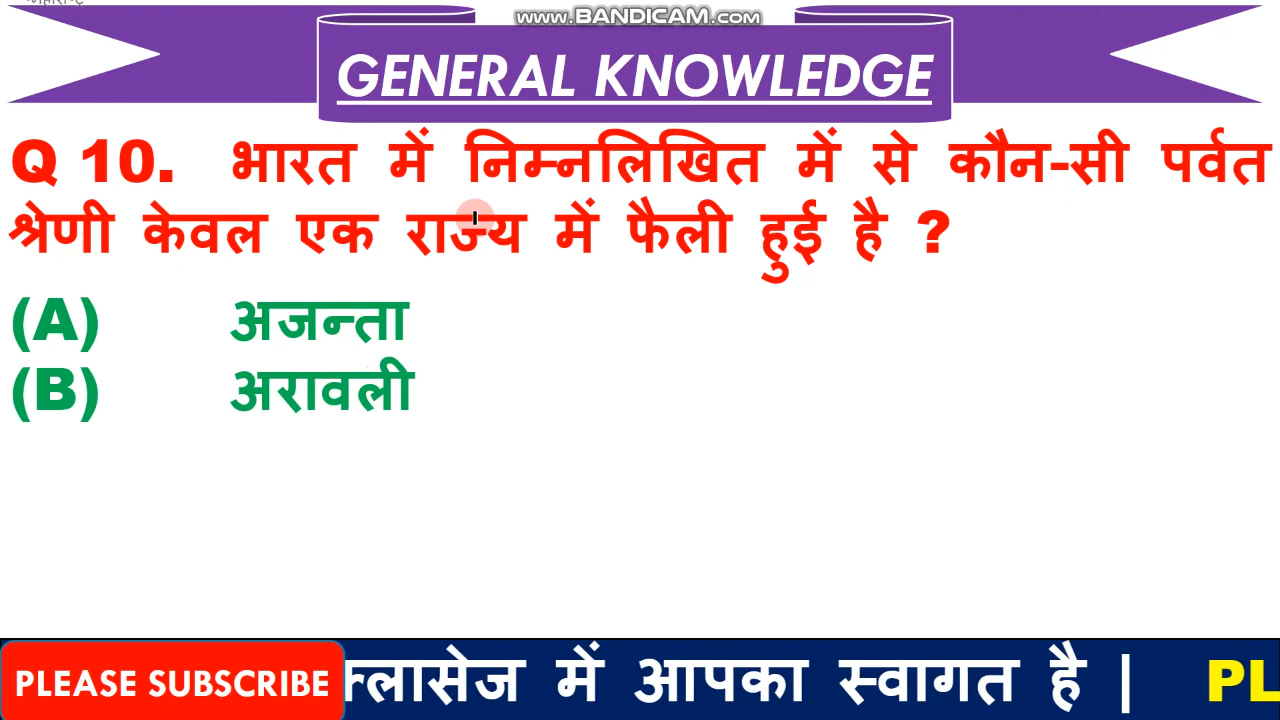 www.BANDICAM.com
GENERAL KNOWLEDGE
Q 10. भारत में निम्नलिखित में से कौन-सी पर्वत
श्रेणी केवल एक राज्य में फैली हुई है ?
(A) अजन्ता
(B) अरावली
PLEASE SUBSCRIBE क्लासेज में आपका स्वागत है | PL